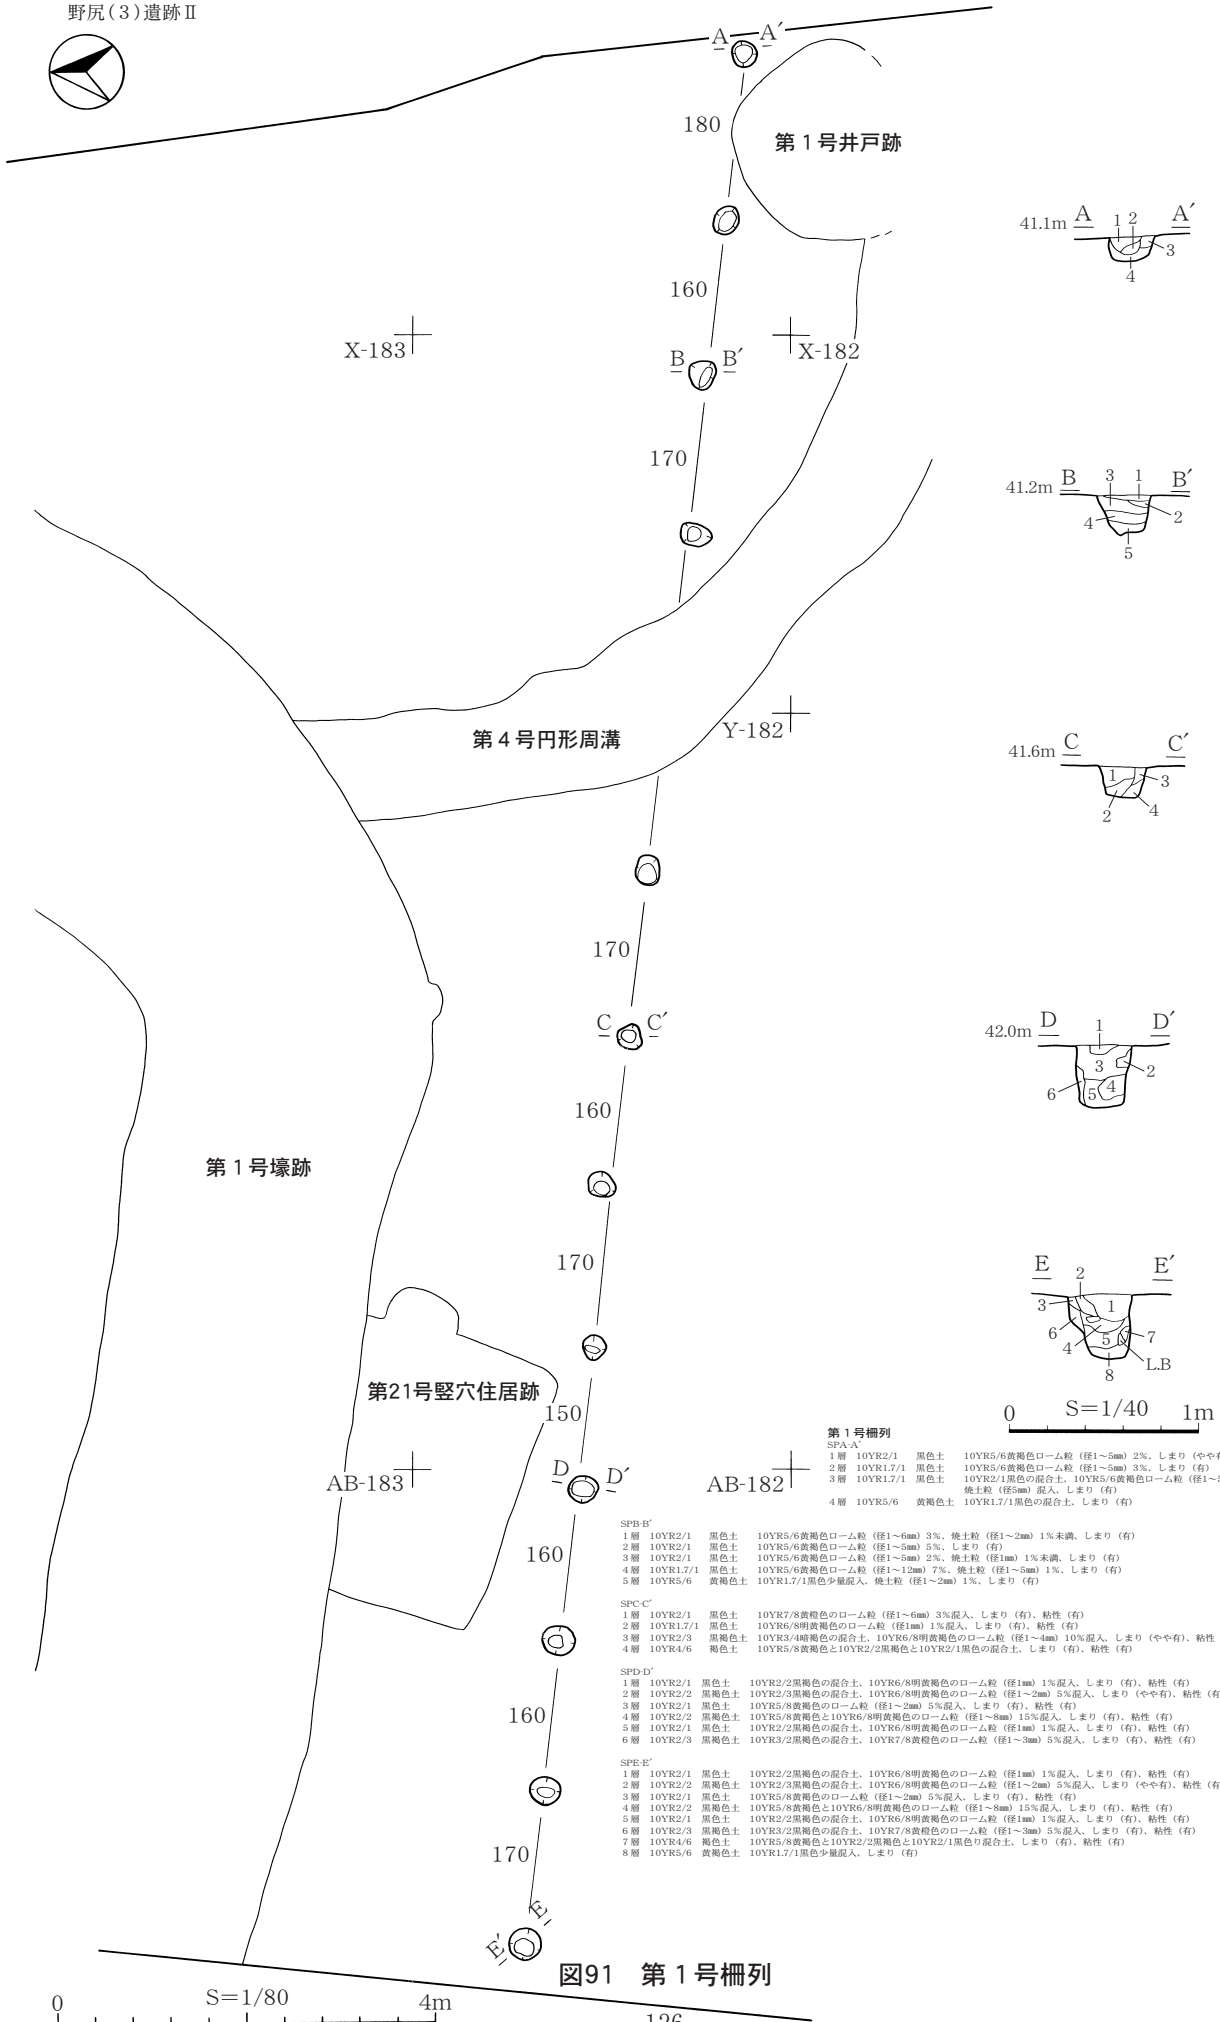 野尻(3)遺跡Ⅱ
A A′
180
第1号井戸跡
41.1m A 1 2 A′
3
4
160
X-183
X-182
B B′
170
41.2m B 3 1 B′
4 2
5
第4号円形周溝
Y-182
41.6m C C′
1 3
2 4
170
C C′
160
42.0m D 1 D′
3 2
6 5 4
第1号壕跡
170
E 2 E′
3 1
6 7
4 5
L.B
8
第21号竪穴住居跡
150
0 S=1/40 1m
D D′
AB-183
AB-182
160
160
170
E′ E
第1号柵列
SPA-A′
1層 10YR2/1 黒色土 10YR5/6黄褐色ローム粒（径1～5㎜）2％、しまり（やや有
2層 10YR1.7/1 黒色土 10YR5/6黄褐色ローム粒（径1～5㎜）3％、しまり（有）
3層 10YR1.7/1 黒色土 10YR2/1黒色の混合土、10YR5/6黄褐色ローム粒（径1～5
焼土粒（径5㎜）混入、しまり（有）
4層 10YR5/6 黄褐色土 10YR1.7/1黒色の混合土、しまり（有）
SPB-B′
1層 10YR2/1 黒色土 10YR5/6黄褐色ローム粒（径1～6㎜）3％、焼土粒（径1～2㎜）1％未満、しまり（有）
2層 10YR2/1 黒色土 10YR5/6黄褐色ローム粒（径1～5㎜）5％、しまり（有）
3層 10YR2/1 黒色土 10YR5/6黄褐色ローム粒（径1～5㎜）2％、焼土粒（径1㎜）1％未満、しまり（有）
4層 10YR1.7/1 黒色土 10YR5/6黄褐色ローム粒（径1～12㎜）7％、焼土粒（径1～5㎜）1％、しまり（有）
5層 10YR5/6 黄褐色土 10YR1.7/1黒色少量混入、焼土粒（径1～2㎜）1％、しまり（有）
SPC-C′
1層 10YR2/1 黒色土 10YR7/8黄橙色のローム粒（径1～6㎜）3％混入、しまり（有）、粘性（有）
2層 10YR1.7/1 黒色土 10YR6/8明黄褐色のローム粒（径1㎜）1％混入、しまり（有）、粘性（有）
3層 10YR2/3 黒褐色土 10YR3/4暗褐色の混合土、10YR6/8明黄褐色のローム粒（径1～4㎜）10％混入、しまり（やや有）、粘性
4層 10YR4/6 褐色土 10YR5/8黄褐色と10YR2/2黒褐色と10YR2/1黒色の混合土、しまり（有）、粘性（有）
SPD-D′
1層 10YR2/1 黒色土 10YR2/2黒褐色の混合土、10YR6/8明黄褐色のローム粒（径1㎜）1％混入、しまり（有）、粘性（有）
2層 10YR2/2 黒褐色土 10YR2/3黒褐色の混合土、10YR6/8明黄褐色のローム粒（径1～2㎜）5％混入、しまり（やや有）、粘性（有
3層 10YR2/1 黒色土 10YR5/8黄褐色のローム粒（径1～2㎜）5％混入、しまり（有）、粘性（有）
4層 10YR2/2 黒褐色土 10YR5/8黄褐色と10YR6/8明黄褐色のローム粒（径1～8㎜）15％混入、しまり（有）、粘性（有）
5層 10YR2/1 黒色土 10YR2/2黒褐色の混合土、10YR6/8明黄褐色のローム粒（径1㎜）1％混入、しまり（有）、粘性（有）
6層 10YR2/3 黒褐色土 10YR3/2黒褐色の混合土、10YR7/8黄橙色のローム粒（径1～3㎜）5％混入、しまり（有）、粘性（有）
SPE-E′
1層 10YR2/1 黒色土 10YR2/2黒褐色の混合土、10YR6/8明黄褐色のローム粒（径1㎜）1％混入、しまり（有）、粘性（有）
2層 10YR2/2 黒褐色土 10YR2/3黒褐色の混合土、10YR6/8明黄褐色のローム粒（径1～2㎜）5％混入、しまり（やや有）、粘性（有
3層 10YR2/1 黒色土 10YR5/8黄褐色のローム粒（径1～2㎜）5％混入、しまり（有）、粘性（有）
4層 10YR2/2 黒褐色土 10YR5/8黄褐色と10YR6/8明黄褐色のローム粒（径1～8㎜）15％混入、しまり（有）、粘性（有）
5層 10YR2/1 黒色土 10YR2/2黒褐色の混合土、10YR6/8明黄褐色のローム粒（径1㎜）1％混入、しまり（有）、粘性（有）
6層 10YR2/3 黒褐色土 10YR3/2黒褐色の混合土、10YR7/8黄橙色のローム粒（径1～3㎜）5％混入、しまり（有）、粘性（有）
7層 10YR4/6 褐色土 10YR5/8黄褐色と10YR2/2黒褐色と10YR2/1黒色り混合土、しまり（有）、粘性（有）
8層 10YR5/6 黄褐色土 10YR1.7/1黒色少量混入、しまり（有）
図91 第1号柵列
0 S=1/80 4m
126